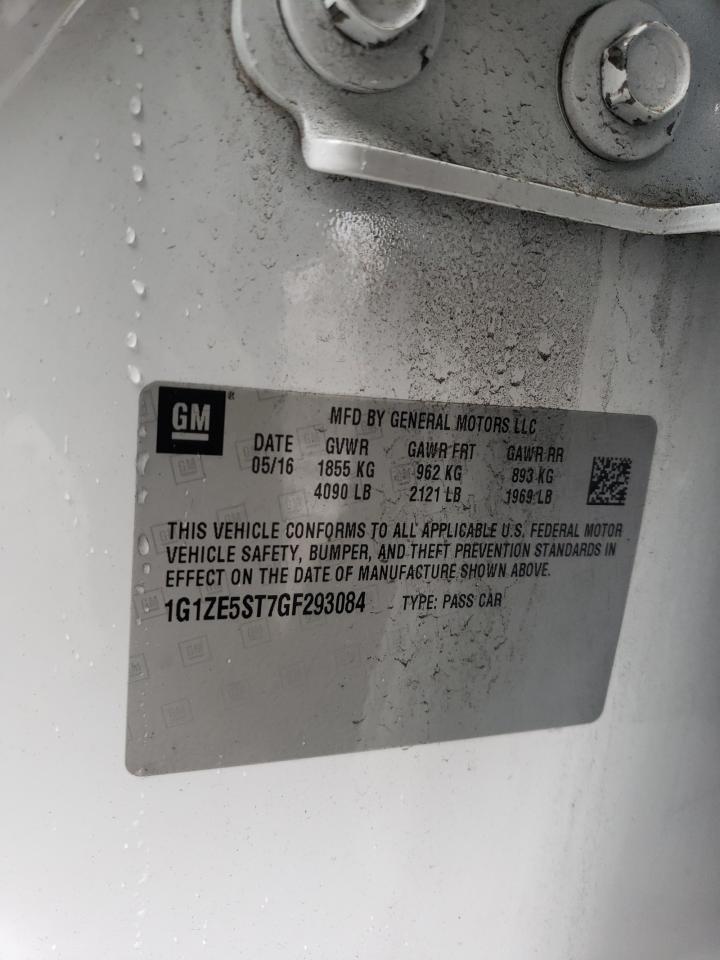 GM ®
MFD BY GENERAL MOTORS LLC
DATE GVWR GAWR FRT GAWR RR
05/16 1855 KG 962 KG 893 KG
4090 LB 2121 LB 1969 LB
THIS VEHICLE CONFORMS TO ALL APPLICABLE U.S. FEDERAL MOTOR
VEHICLE SAFETY, BUMPER, AND THEFT PREVENTION STANDARDS IN
EFFECT ON THE DATE OF MANUFACTURE SHOWN ABOVE.
1G1ZE5ST7GF293084 TYPE: PASS CAR